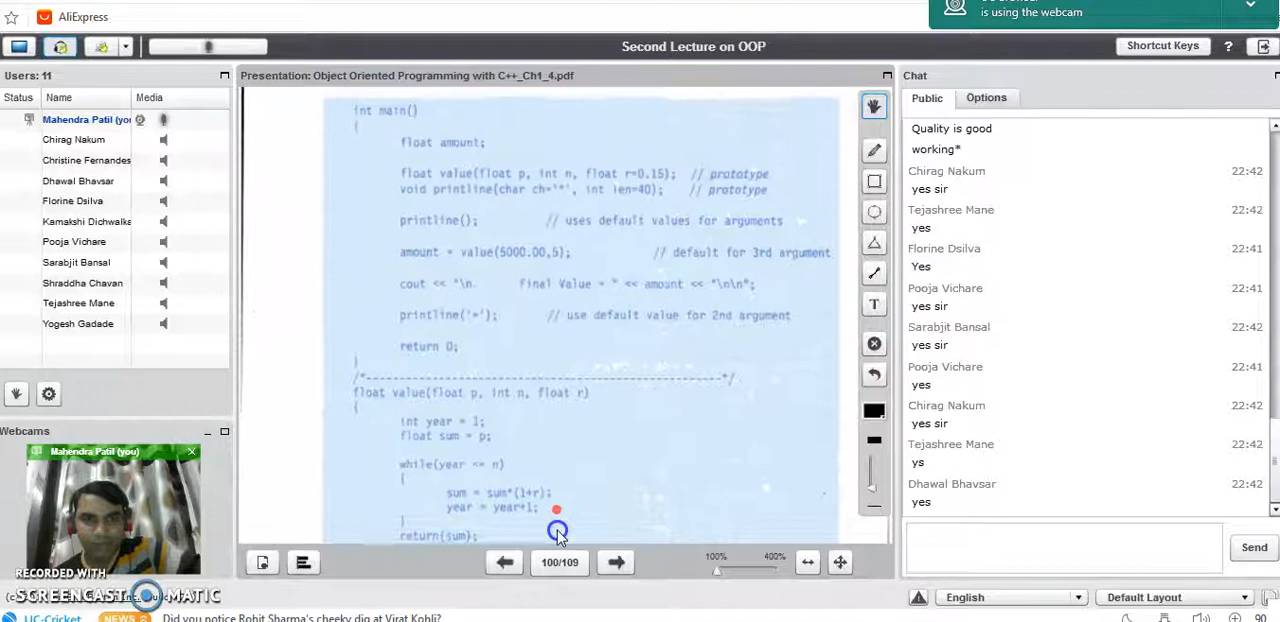 AliExpress
is using the webcam
Second Lecture on OOP
Shortcut Keys
?
Users: 11
Status Name Media
Mahendra Patil (you
Chirag Nakum
Christine Fernandes
Dhawal Bhavsar
Florine Dsilva
Kamakshi Dichwalka
Pooja Vichare
Sarabjit Bansal
Shraddha Chavan
Tejashree Mane
Yogesh Gadade
Webcams
Mahendra Patil (you)
RECORDED WITH
SCREENCAST-O-MATIC
Presentation: Object Oriented Programming with C++_Ch1_4.pdf
int main()
{
float amount;
float value(float p, int n, float r=0.15); // prototype
void printline(char ch='*', int len=40); // prototype
printline(); // uses default values for arguments
amount = value(5000.00,5); // default for 3rd argument
cout << "\n. Final Value = " << amount << "\n\n";
printline('='); // use default value for 2nd argument
return 0;
}
/*------------------------------------------------------*/
float value(float p, int n, float r)
{
int year = 1;
float sum = p;
while(year <= n)
{
sum = sum*(1+r);
year = year+1;
}
return(sum);
T
100/109
100% 400%
Chat
Public Options
Quality is good
working*
Chirag Nakum 22:42
yes sir
Tejashree Mane 22:42
yes
Florine Dsilva 22:41
Yes
Pooja Vichare 22:41
yes sir
Sarabjit Bansal 22:42
yes sir
Pooja Vichare 22:42
yes
Chirag Nakum 22:42
yes sir
Tejashree Mane 22:42
ys
Dhawal Bhavsar 22:42
yes
Send
English
Default Layout
UC-Cricket NEWS Did you notice Rohit Sharma's cheeky dig at Virat Kohli?
90